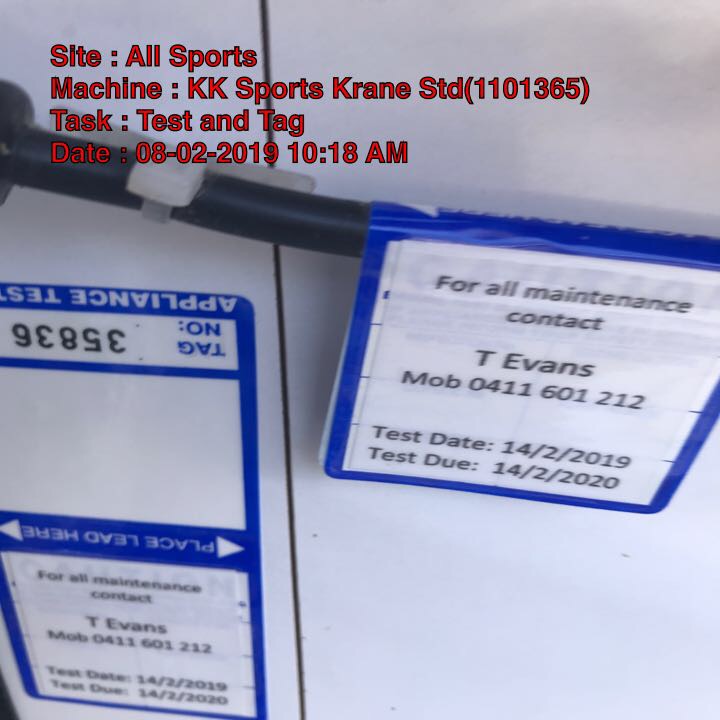 Site : All Sports
Machine : KK Sports Krane Std(1101365)
Task : Test and Tag
Date : 08-02-2019 10:18 AM
For all maintenance
contact
T Evans
Mob 0411 601 212
Test Date: 14/2/2019
Test Due: 14/2/2020
APPLIANCE TEST
TAG NO: 35836
PLACE LEAD HERE
For all maintenance
contact
T Evans
Mob 0411 601 212
Test Date: 14/2/2019
Test Due: 14/2/2020